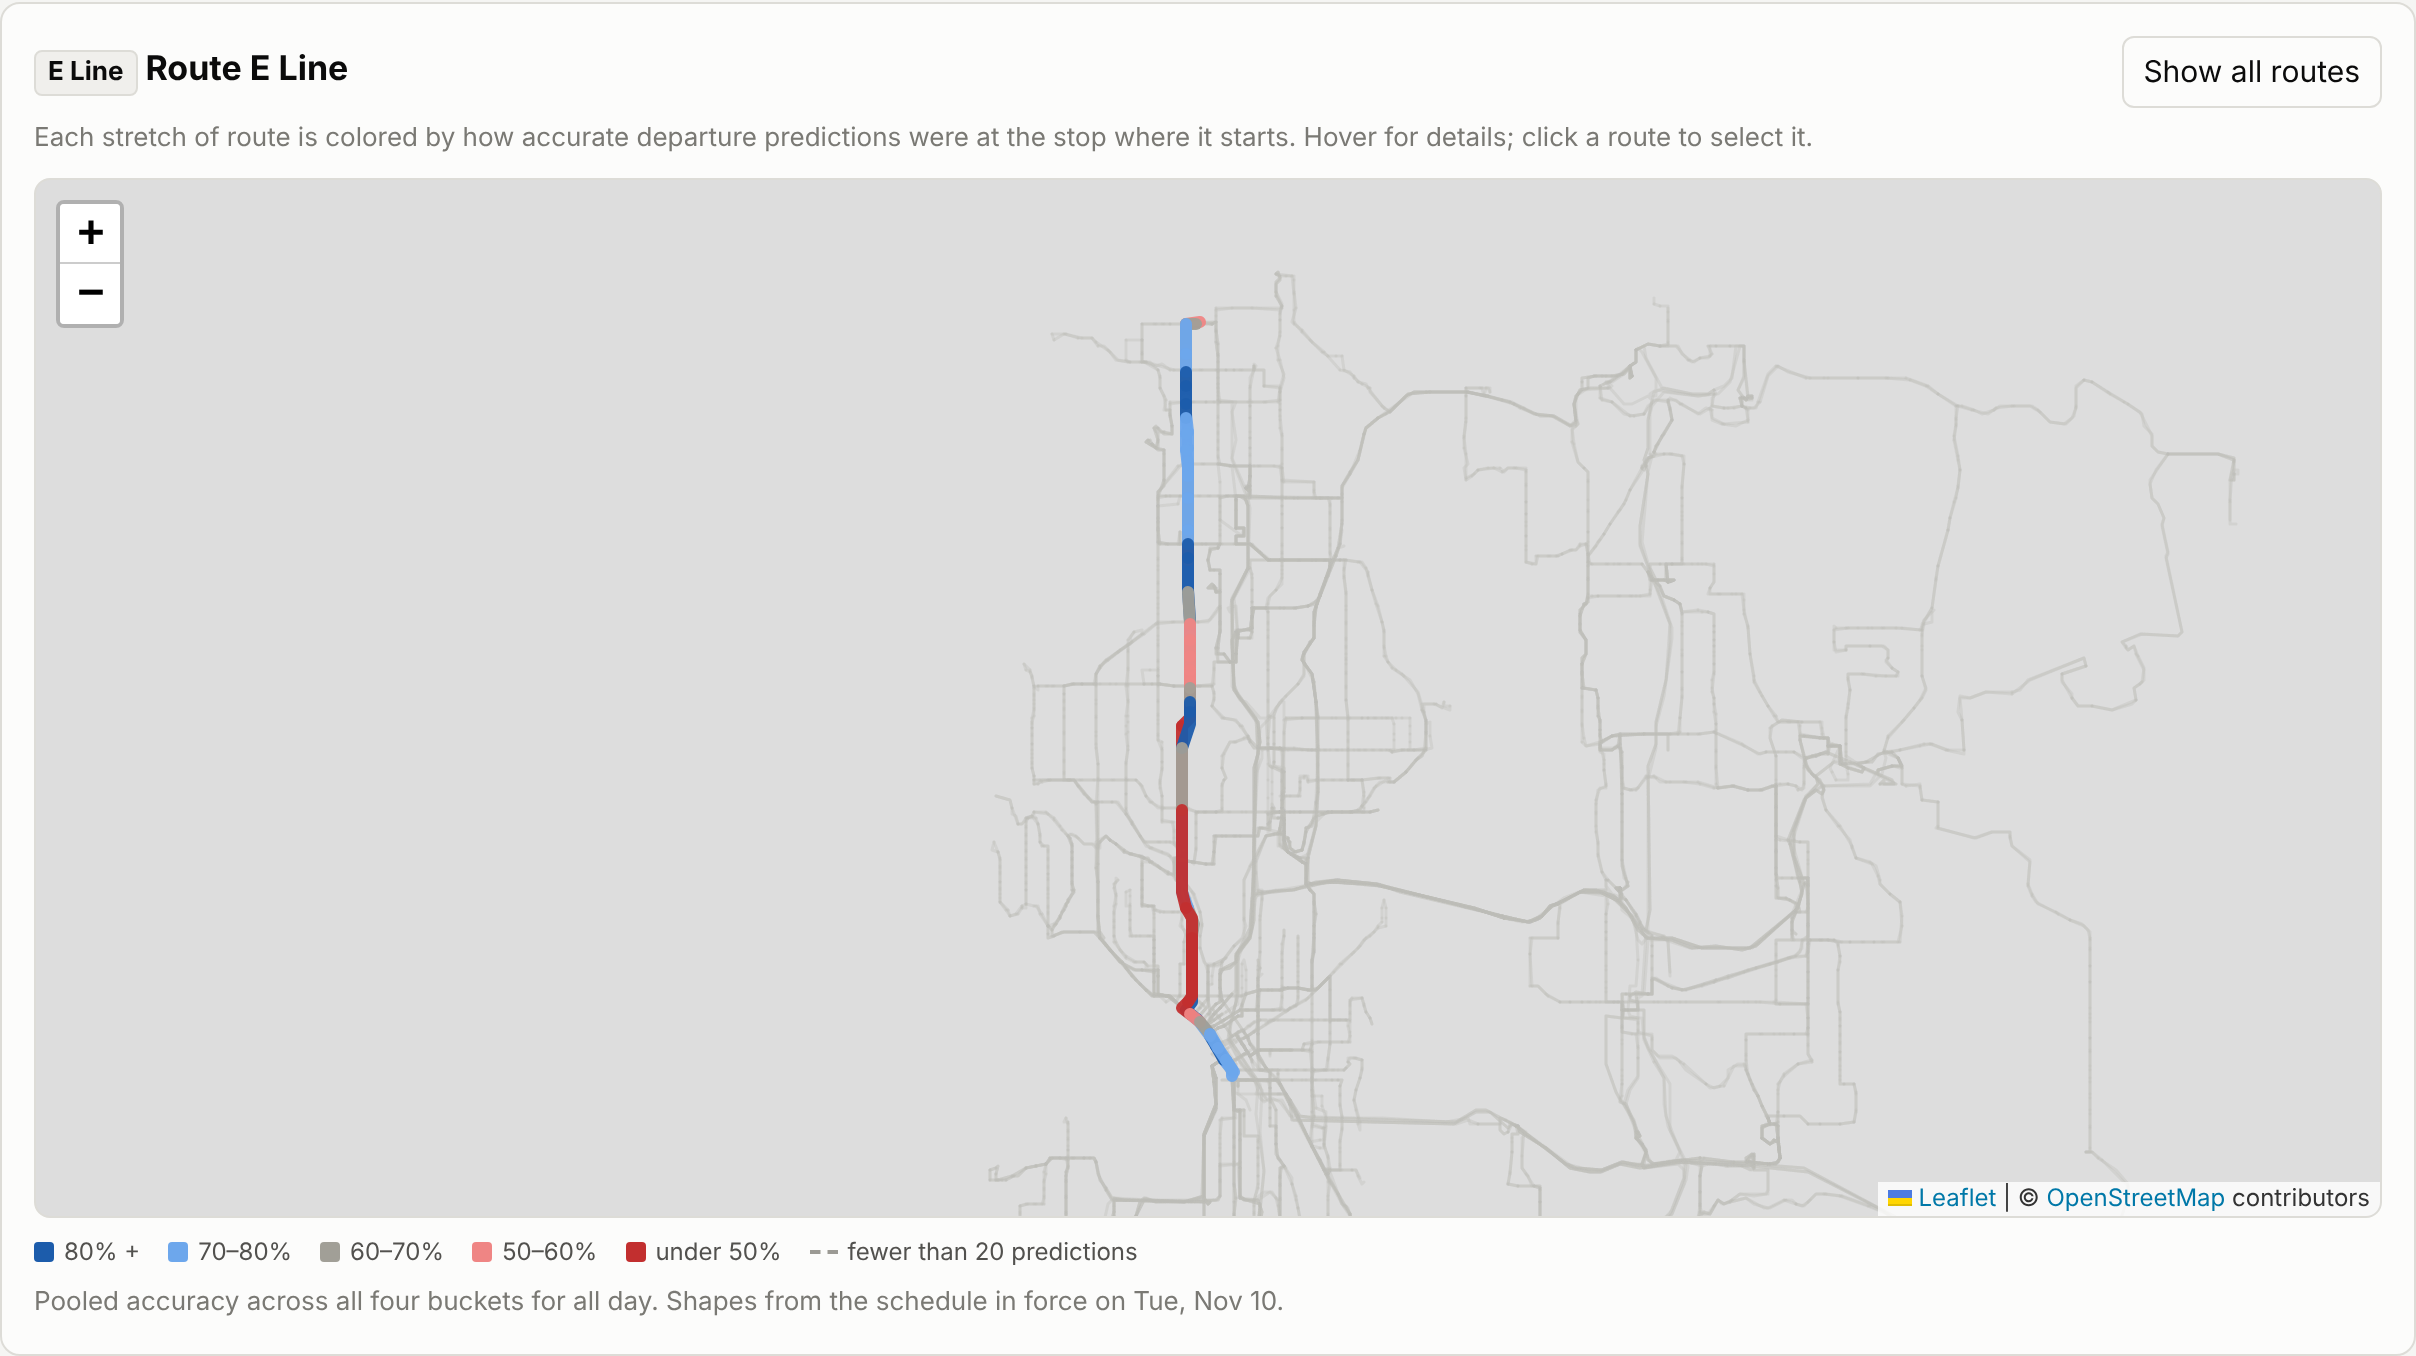 E Line Route E Line
Show all routes
Each stretch of route is colored by how accurate departure predictions were at the stop where it starts. Hover for details; click a route to select it.
+
−
Leaflet | © OpenStreetMap contributors
80% + 70–80% 60–70% 50–60% under 50% fewer than 20 predictions
Pooled accuracy across all four buckets for all day. Shapes from the schedule in force on Tue, Nov 10.